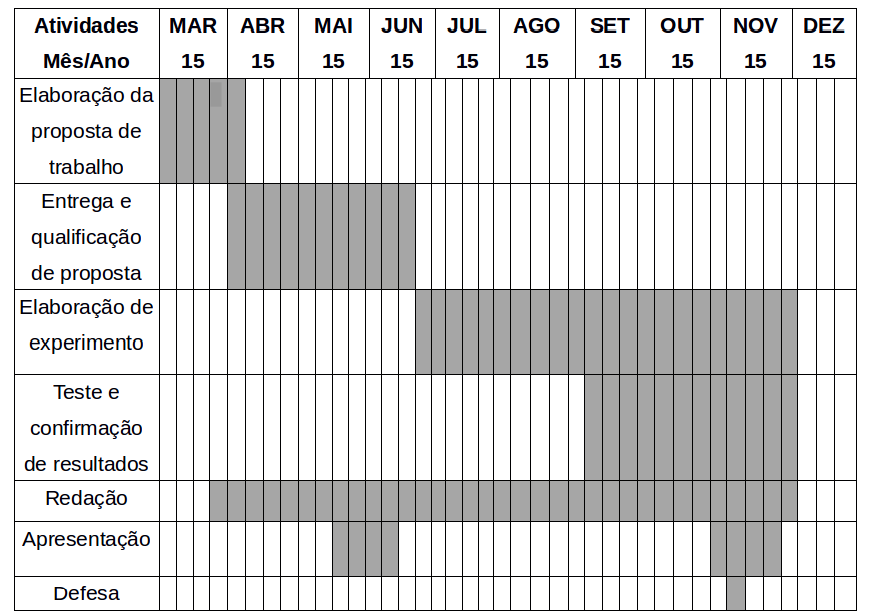 Atividades MAR ABR MAI JUN JUL AGO SET OUT NOV DEZ
Mês/Ano 15 15 15 15 15 15 15 15 15 15
Elaboração da
proposta de
trabalho
Entrega e
qualificação
de proposta
Elaboração de
experimento
Teste e
confirmação
de resultados
Redação
Apresentação
Defesa